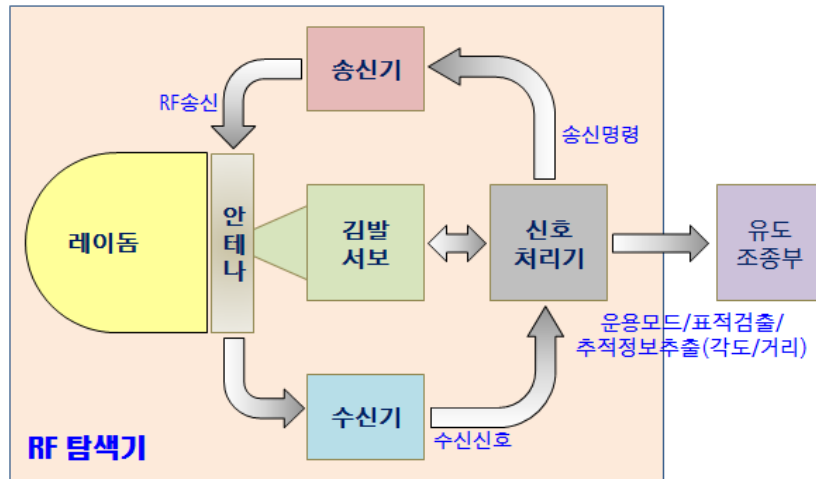 송신기
RF송신
송신명령
레이돔
안
테
나
김발
서보
신호
처리기
유도
조종부
운용모드/표적검출/
추적정보추출(각도/거리)
수신기
수신신호
RF 탐색기